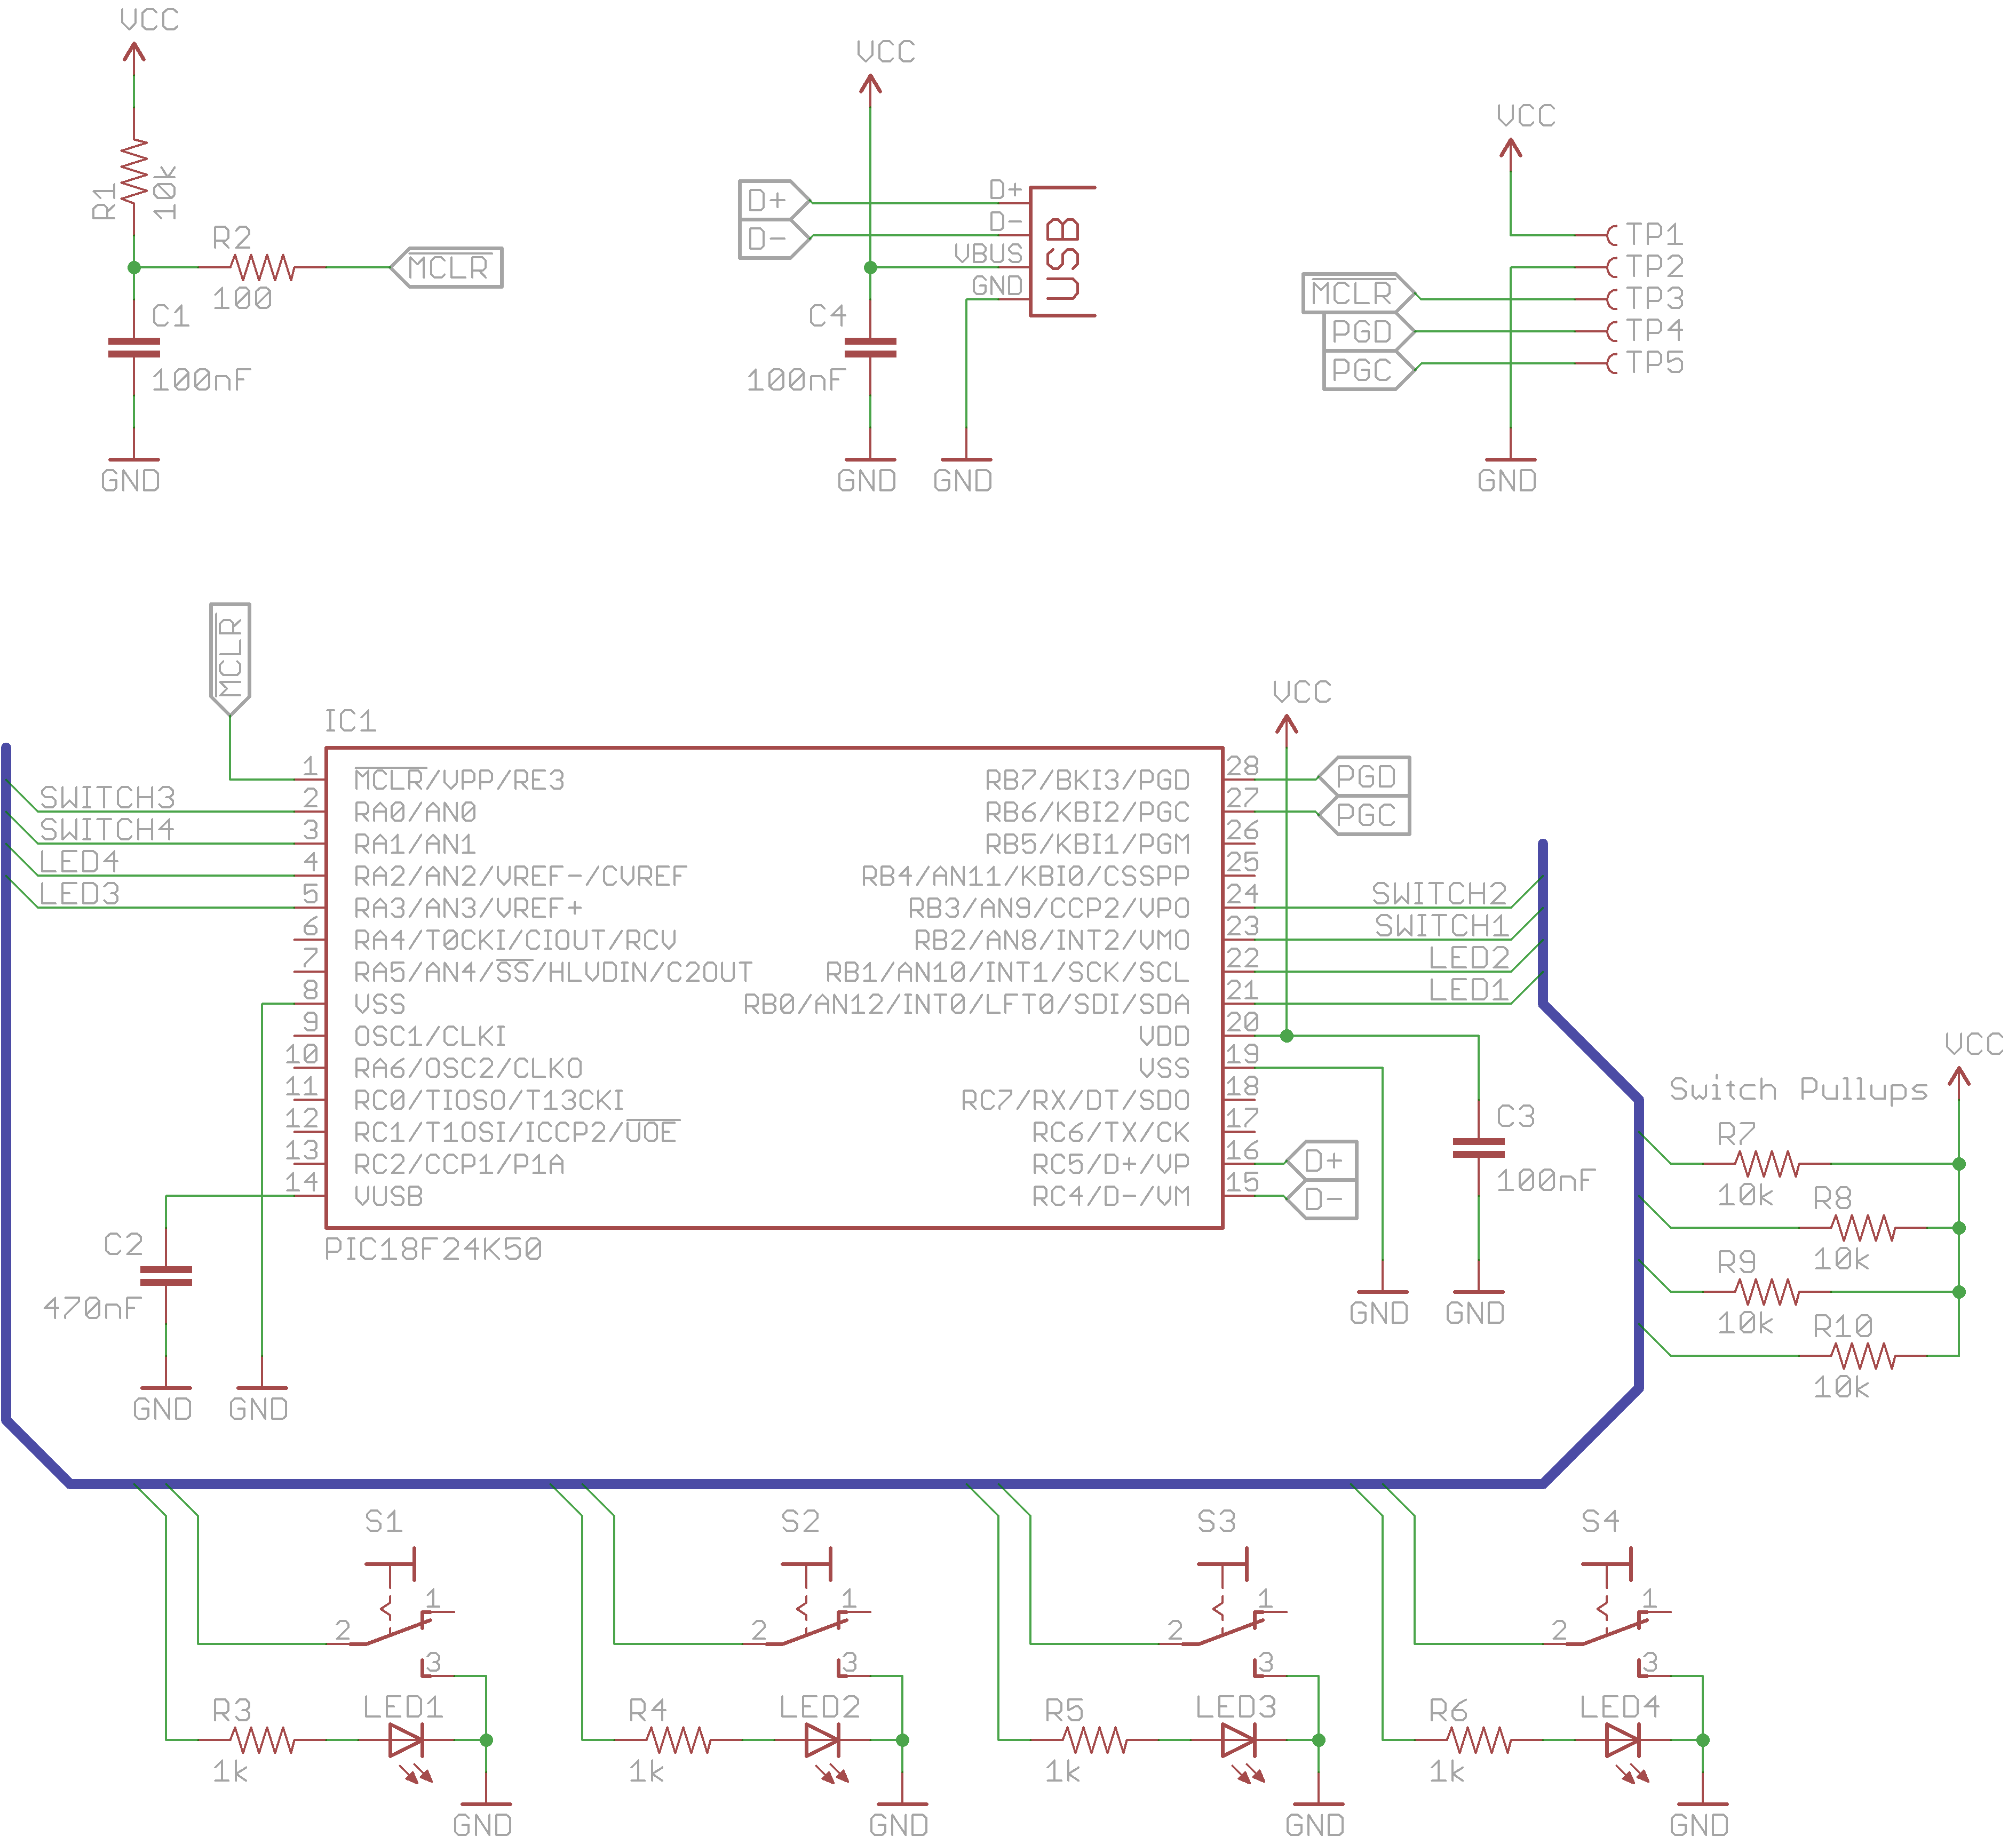 VCC
R1
10k
R2
100
MCLR
C1
100nF
GND
VCC
D+
D-
D+
D-
VBUS
GND
USB
C4
100nF
GND
GND
VCC
TP1
TP2
TP3
TP4
TP5
MCLR
PGD
PGC
GND
MCLR
IC1
VCC
SWITCH3
SWITCH4
LED4
LED3
1 MCLR/VPP/RE3
2 RA0/AN0
3 RA1/AN1
4 RA2/AN2/VREF-/CVREF
5 RA3/AN3/VREF+
6 RA4/T0CKI/CIOUT/RCV
7 RA5/AN4/SS/HLVDIN/C2OUT
8 VSS
9 OSC1/CLKI
10 RA6/OSC2/CLKO
11 RC0/TIOSO/T13CKI
12 RC1/T1OSI/ICCP2/UOE
13 RC2/CCP1/P1A
14 VUSB
RB7/BKI3/PGD 28
RB6/KBI2/PGC 27
RB5/KBI1/PGM 26
RB4/AN11/KBI0/CSSPP 25
RB3/AN9/CCP2/VPO 24
RB2/AN8/INT2/VMO 23
RB1/AN10/INT1/SCK/SCL 22
RB0/AN12/INT0/LFT0/SDI/SDA 21
VDD 20
VSS 19
RC7/RX/DT/SDO 18
RC6/TX/CK 17
RC5/D+/VP 16
RC4/D-/VM 15
PIC18F24K50
PGD
PGC
SWITCH2
SWITCH1
LED2
LED1
D+
D-
C3
100nF
GND
GND
C2
470nF
GND
GND
VCC
Switch Pullups
R7
10k
R8
10k
R9
10k
R10
10k
S1
1
2
3
R3
1k
LED1
GND
S2
1
2
3
R4
1k
LED2
GND
S3
1
2
3
R5
1k
LED3
GND
S4
1
2
3
R6
1k
LED4
GND